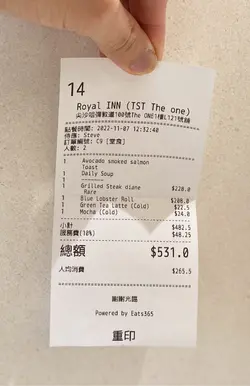 14
Royal INN (TST The one)
尖沙咀彌敦道100號The ONE1樓L121號舖
點餐時間: 2022-11-07 12:32:40
侍應: Steve
訂單編號: C9 [堂食]
人數: 2
1 Avocado smoked salmon
Toast
1 Daily Soup
1 Grilled Steak diane $228.0
Rare
1 Blue Lobster Roll $208.0
1 Green Tea latte (Cold) $22.5
1 Mocha (Cold) $24.0
小計 $482.5
服務費(10%) $48.25
總額 $531.0
人均消費 $265.5
謝謝光臨
Powered by Eats365
重印